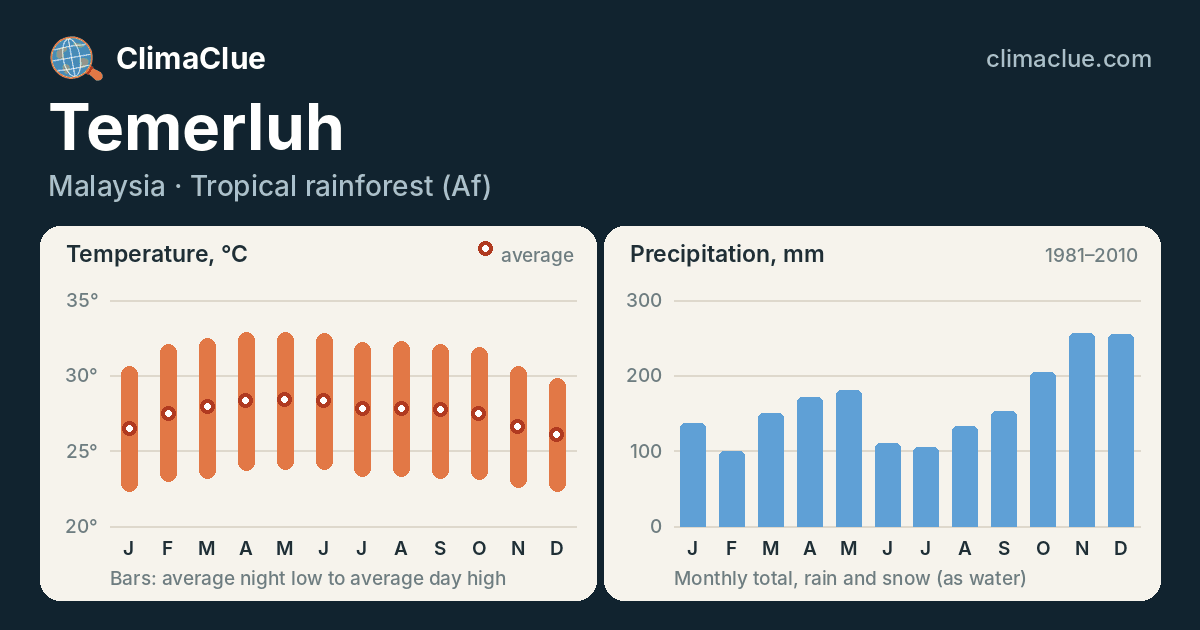 ClimaClue
climaclue.com
Temerluh
Malaysia · Tropical rainforest (Af)
Temperature, °C
average
35°
30°
25°
20°
J F M A M J J A S O N D
Bars: average night low to average day high
Precipitation, mm
1981–2010
300
200
100
0
J F M A M J J A S O N D
Monthly total, rain and snow (as water)